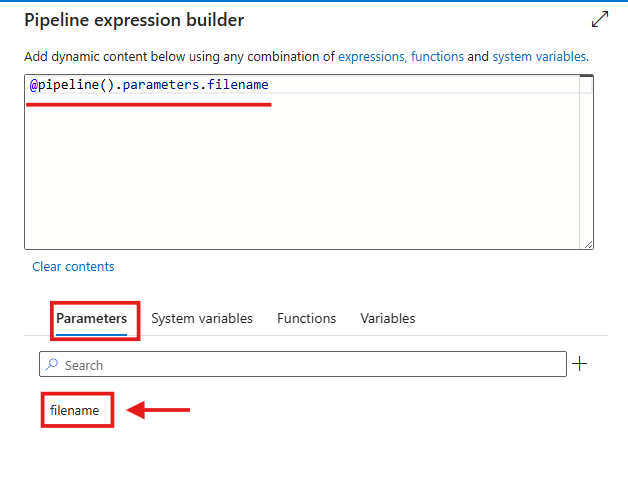 Pipeline expression builder
Add dynamic content below using any combination of expressions, functions and system variables.
@pipeline().parameters.filename
Clear contents
Parameters System variables Functions Variables
Search
filename